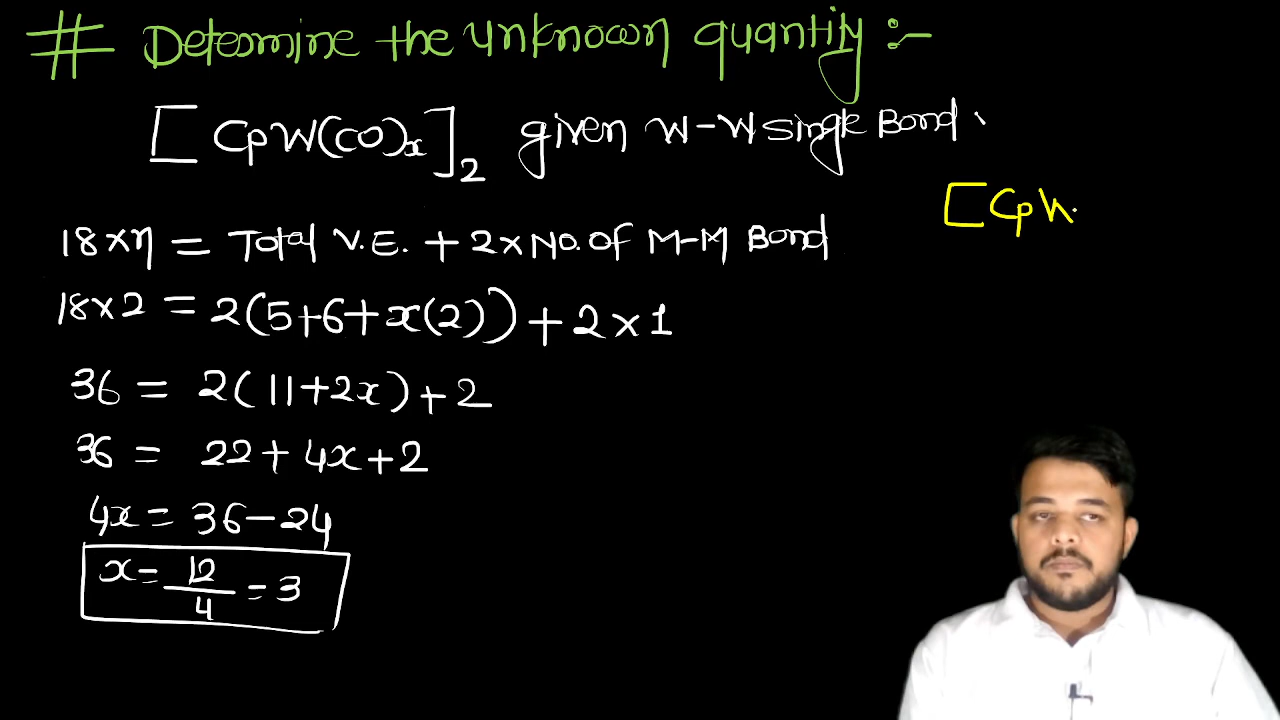 # Determine the unknown quantity :-
[CpW(CO)x]2 given W-W single Bond.
[CpW
18×n = Total V.E. + 2×No. of M-M Bond
18×2 = 2(5+6+x(2)) + 2×1
36 = 2(11+2x)+2
36 = 22+4x+2
4x = 36-24
x = 12/4 = 3